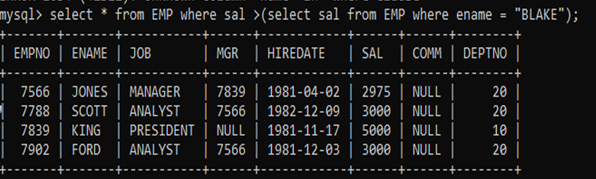 mysql> select * from EMP where sal >(select sal from EMP where ename = "BLAKE");
+-------+-------+-----------+------+------------+------+------+--------+
| EMPNO | ENAME | JOB | MGR | HIREDATE | SAL | COMM | DEPTNO |
+-------+-------+-----------+------+------------+------+------+--------+
| 7566 | JONES | MANAGER | 7839 | 1981-04-02 | 2975 | NULL | 20 |
| 7788 | SCOTT | ANALYST | 7566 | 1982-12-09 | 3000 | NULL | 20 |
| 7839 | KING | PRESIDENT | NULL | 1981-11-17 | 5000 | NULL | 10 |
| 7902 | FORD | ANALYST | 7566 | 1981-12-03 | 3000 | NULL | 20 |
+-------+-------+-----------+------+------------+------+------+--------+